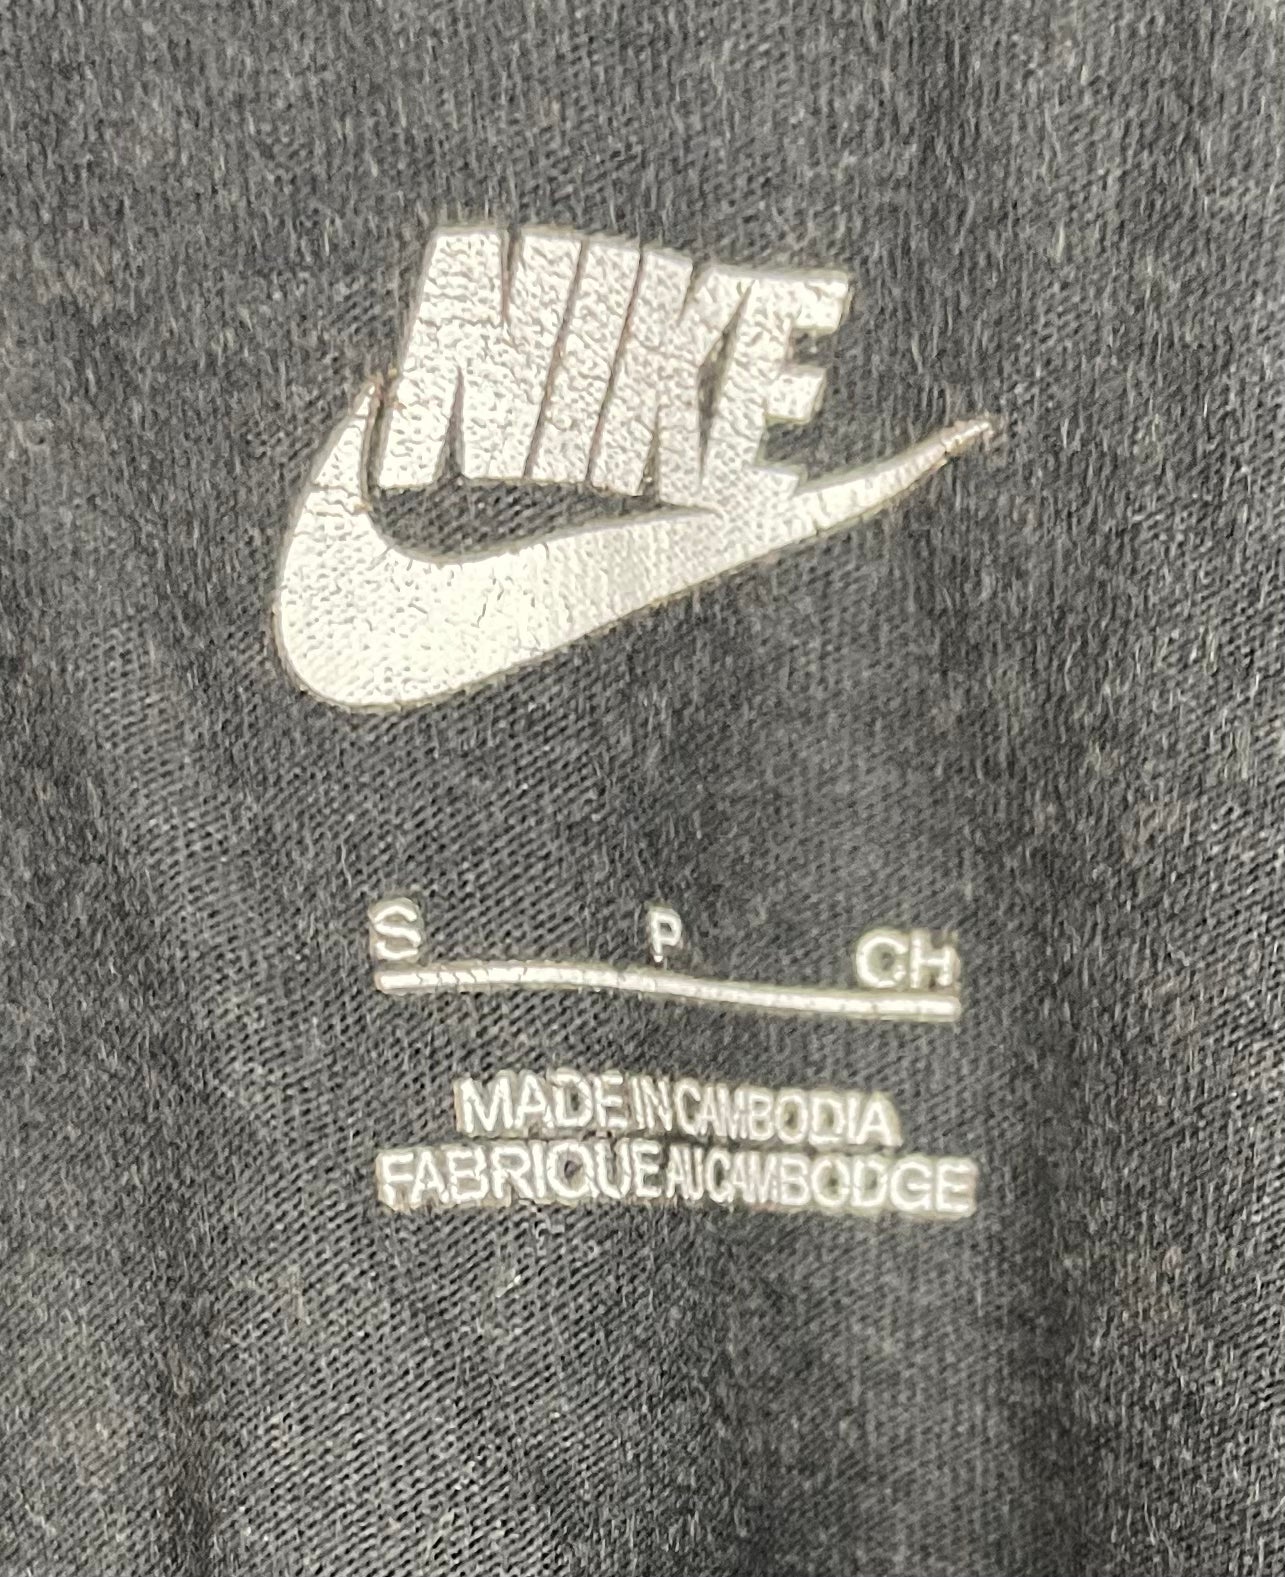 NIKE
S P CH
MADE IN CAMBODIA
FABRIQUE AU CAMBODGE